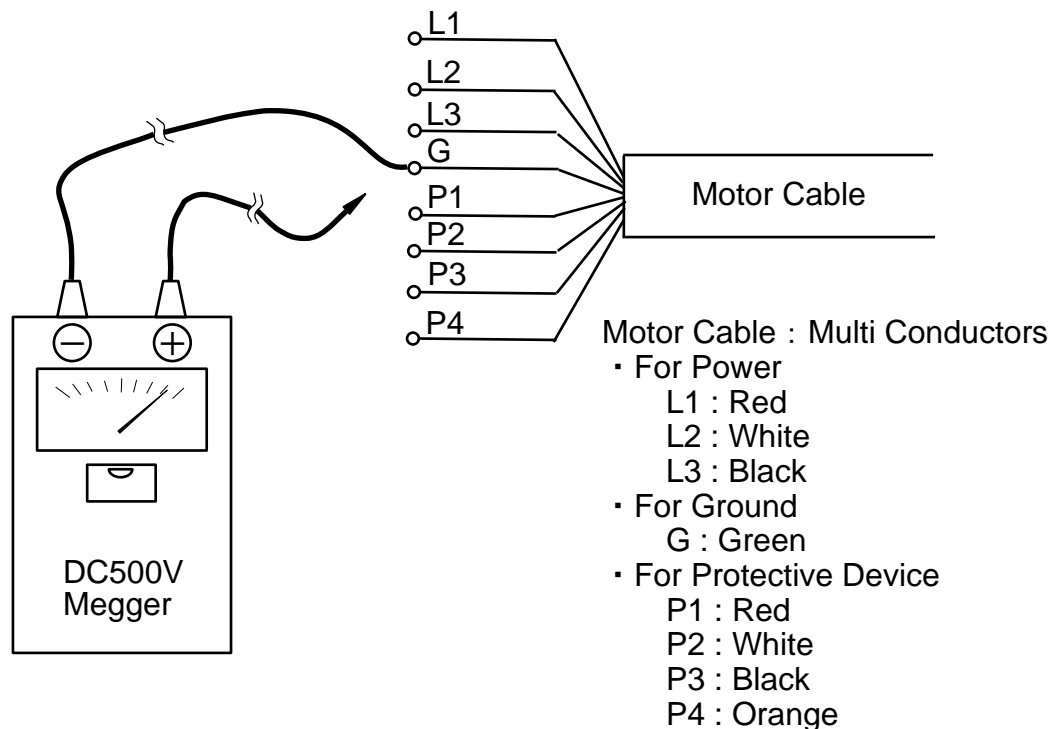 L1
L2
L3
G
P1
P2
P3
P4
Motor Cable
− +
DC500V
Megger
Motor Cable : Multi Conductors
・For Power
L1 : Red
L2 : White
L3 : Black
・For Ground
G : Green
・For Protective Device
P1 : Red
P2 : White
P3 : Black
P4 : Orange